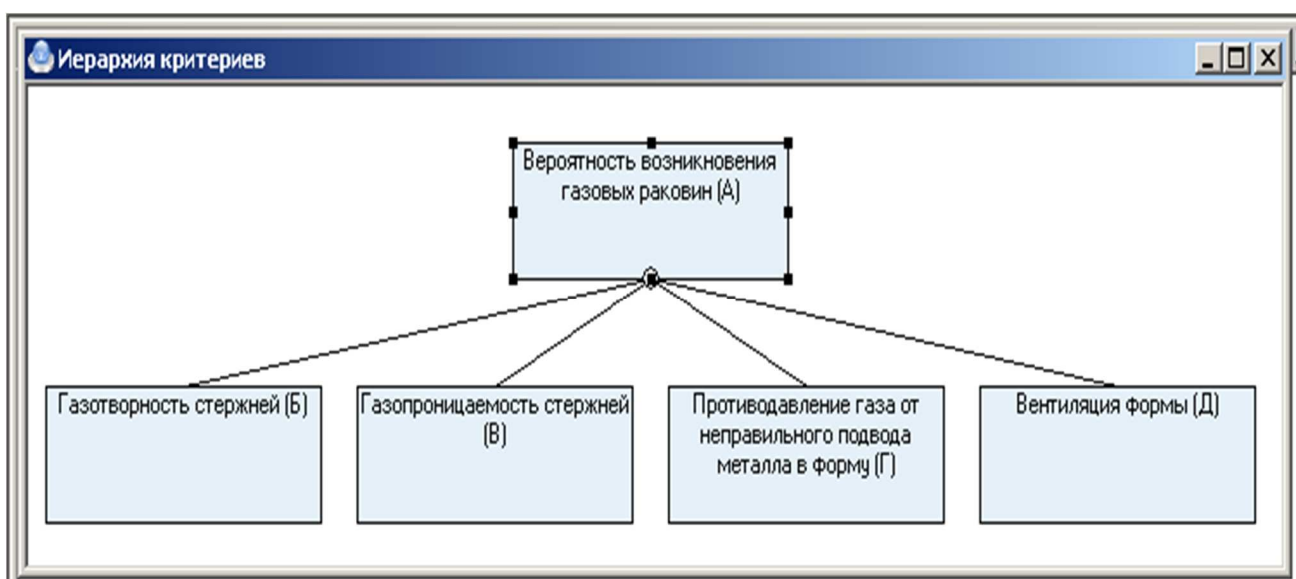 Иерархия критериев
Вероятность возникновения
газовых раковин (А)
Газотворность стержней (Б)
Газопроницаемость стержней
(В)
Противодавление газа от
неправильного подвода
металла в форму (Г)
Вентиляция формы (Д)